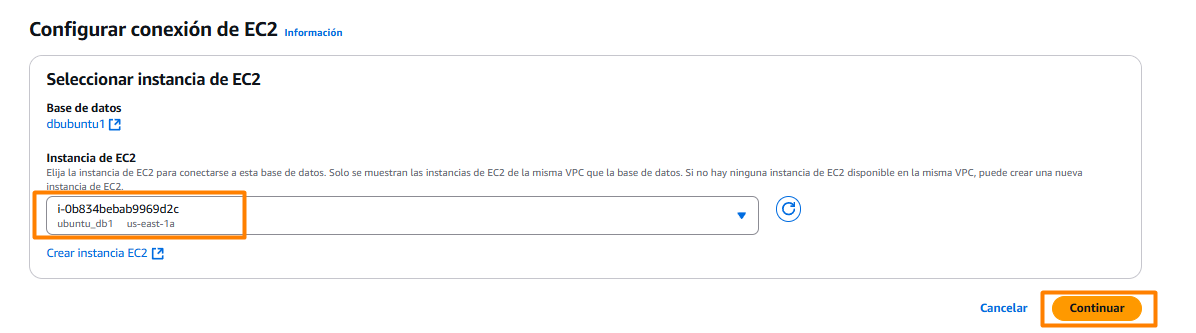 Configurar conexión de EC2 Información
Seleccionar instancia de EC2
Base de datos
dbubuntu1
Instancia de EC2
Elija la instancia de EC2 para conectarse a esta base de datos. Solo se muestran las instancias de EC2 de la misma VPC que la base de datos. Si no hay ninguna instancia de EC2 disponible en la misma VPC, puede crear una nueva
instancia de EC2.
i-0b834bebab9969d2c
ubuntu_db1 us-east-1a
Crear instancia EC2
Cancelar Continuar